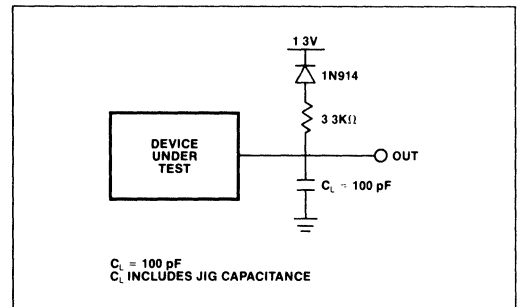 1 3V
1N914
3 3KΩ
DEVICE
UNDER
TEST
OUT
CL = 100 pF
CL = 100 pF
CL INCLUDES JIG CAPACITANCE